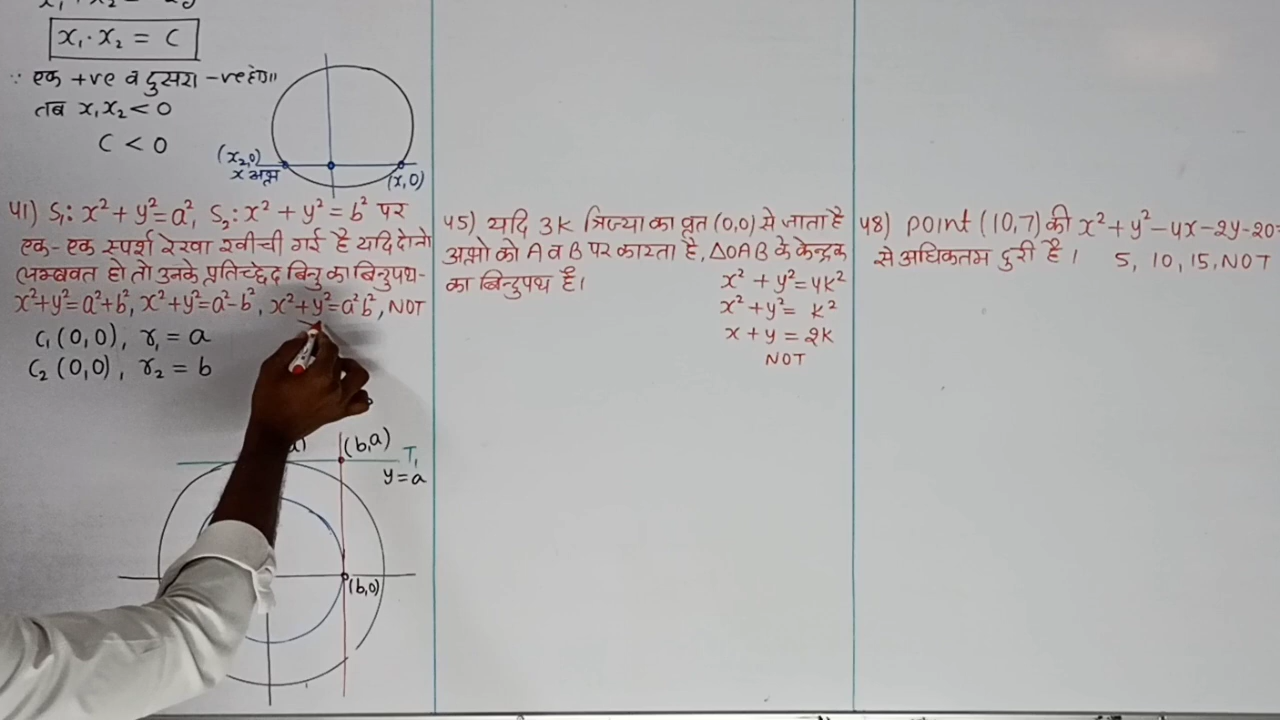 x₁·x₂ = C
∵ एक +ve व दुसरा -ve होगा
तब x₁x₂ < 0
C < 0
(x₂,0)
x अक्ष
(x,0)
41) S₁: x² + y² = a², S₂: x² + y² = b² पर
एक-एक स्पर्श रेखा खींची गई है यदि दोनो
लम्बवत हो तो उनके प्रतिच्छेद बिन्दु का बिन्दुपथ-
x²+y²=a²+b², x²+y²=a²-b², x²+y²=a²b², NOT
C₁(0,0), r₁ = a
C₂(0,0), r₂ = b
(b,a)
T₁
y=a
(b,0)
45) यदि 3K त्रिज्या का वृत (0,0) से जाता है
अक्षो को A व B पर काटता है, ΔOAB के केन्द्रक
का बिन्दुपथ है।
x² + y² = 4K²
x² + y² = K²
x + y = 2K
NOT
48) point (10,7) की x² + y² - 4x - 2y - 20=
से अधिकतम दुरी है। 5, 10, 15, NOT